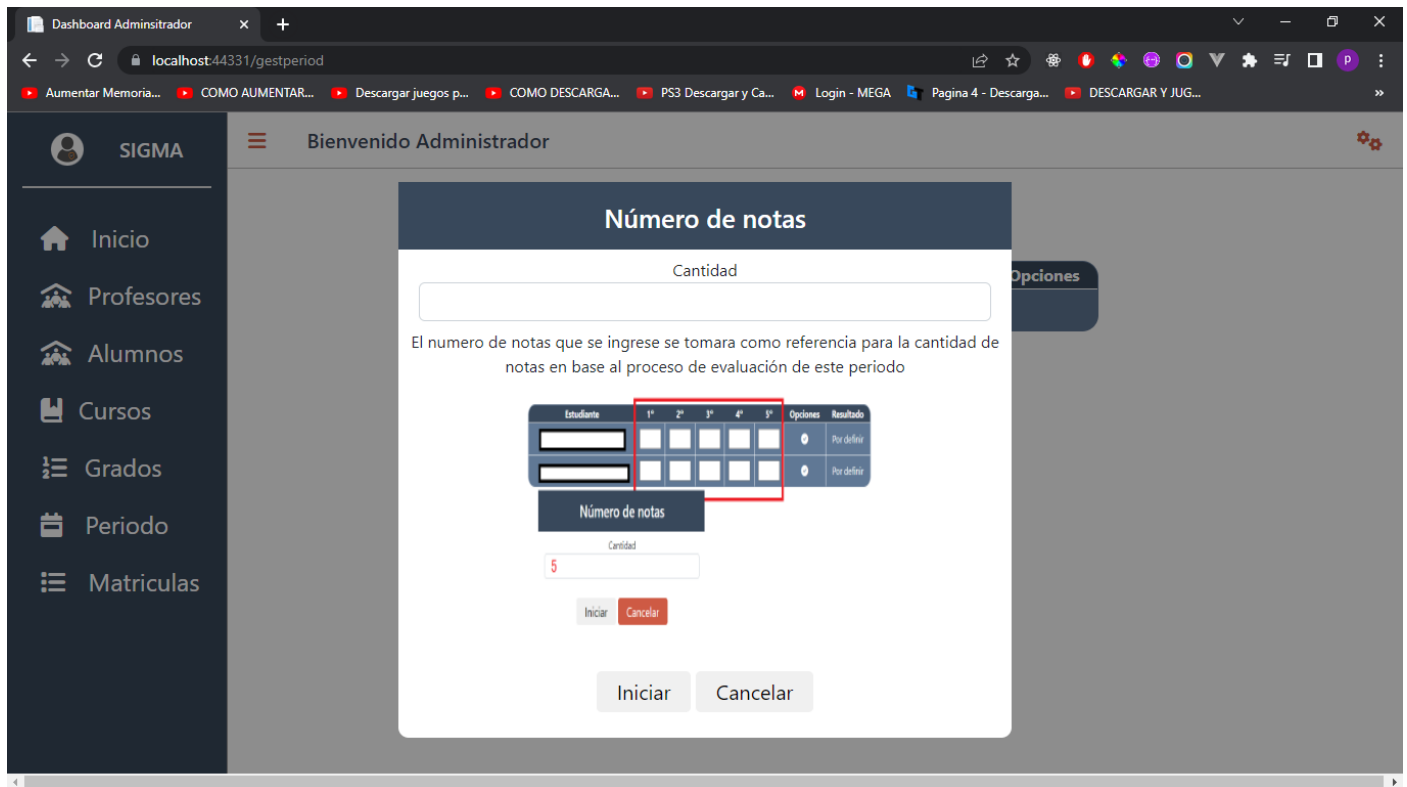 Dashboard Adminsitrador
localhost:44331/gestperiod
P
Aumentar Memoria... COMO AUMENTAR... Descargar juegos p... COMO DESCARGA... PS3 Descargar y Ca... Login - MEGA Pagina 4 - Descarga... DESCARGAR Y JUG... »
SIGMA
Bienvenido Administrador
Inicio
Profesores
Alumnos
Cursos
Grados
Periodo
Matriculas
Opciones
Número de notas
Cantidad
El numero de notas que se ingrese se tomara como referencia para la cantidad de
notas en base al proceso de evaluación de este periodo
Estudiante 1° 2° 3° 4° 5° Opciones Resultado
Por definir
Por definir
Número de notas
Cantidad
5
Iniciar Cancelar
Iniciar Cancelar